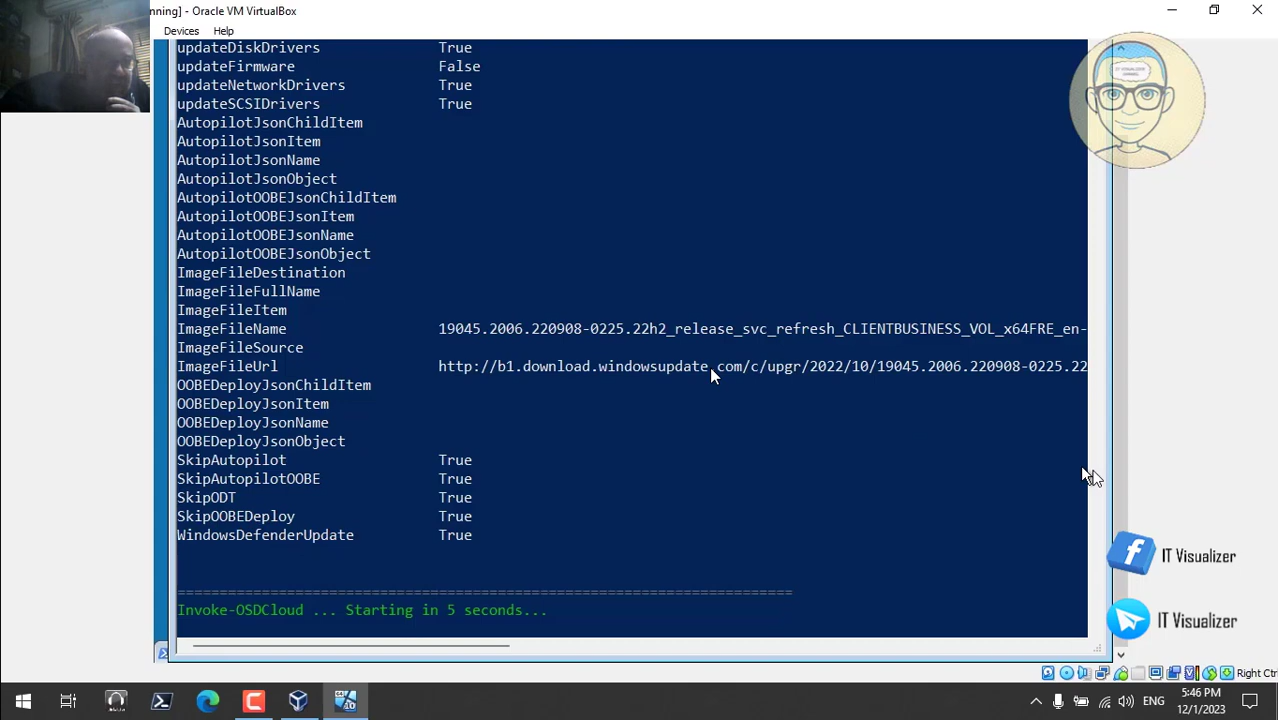 nning] - Oracle VM VirtualBox
Devices Help
updateDiskDrivers True
updateFirmware False
updateNetworkDrivers True
updateSCSIDrivers True
AutopilotJsonChildItem
AutopilotJsonItem
AutopilotJsonName
AutopilotJsonObject
AutopilotOOBEJsonChildItem
AutopilotOOBEJsonItem
AutopilotOOBEJsonName
AutopilotOOBEJsonObject
ImageFileDestination
ImageFileFullName
ImageFileItem
ImageFileName 19045.2006.220908-0225.22h2_release_svc_refresh_CLIENTBUSINESS_VOL_x64FRE_en-
ImageFileSource
ImageFileUrl http://b1.download.windowsupdate.com/c/upgr/2022/10/19045.2006.220908-0225.22
OOBEDeployJsonChildItem
OOBEDeployJsonItem
OOBEDeployJsonName
OOBEDeployJsonObject
SkipAutopilot True
SkipAutopilotOOBE True
SkipODT True
SkipOOBEDeploy True
WindowsDefenderUpdate True
=========================================================================
Invoke-OSDCloud ... Starting in 5 seconds...
IT VISUALIZER
CHANNEL
IT Visualizer
IT Visualizer
Right Ctr
ENG
5:46 PM
12/1/2023